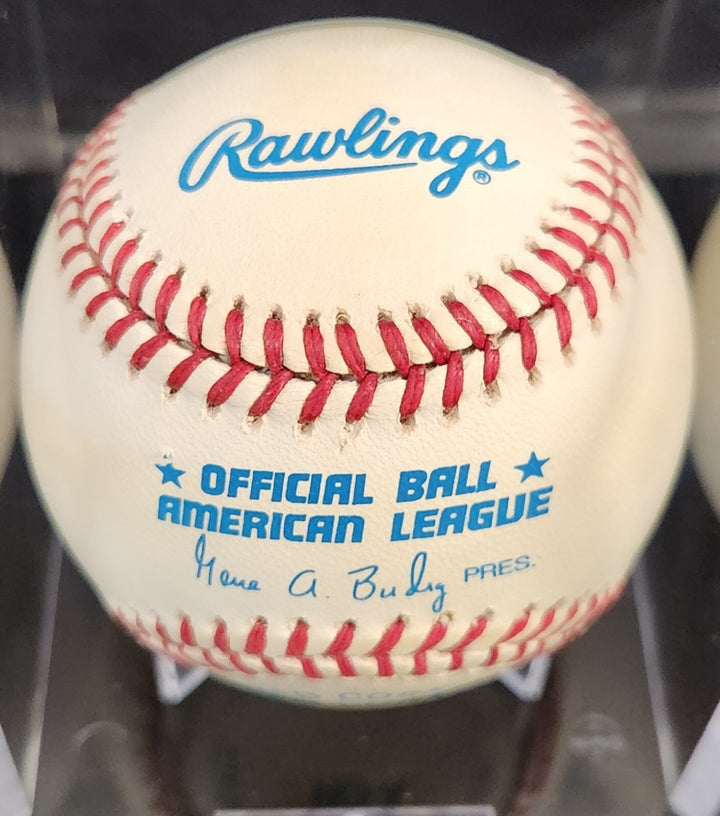 Rawlings®
★ OFFICIAL BALL ★
AMERICAN LEAGUE
Gene A. Budig PRES.